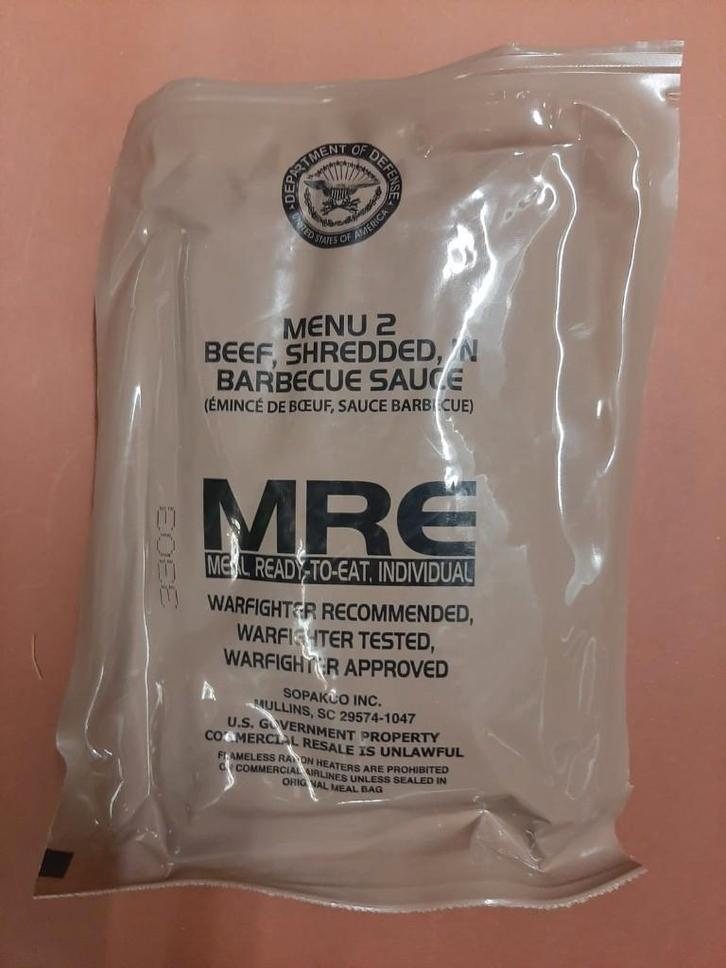 DEPARTMENT OF DEFENSE
UNITED STATES OF AMERICA
MENU 2
BEEF, SHREDDED, IN
BARBECUE SAUCE
(ÉMINCÉ DE BŒUF, SAUCE BARBECUE)
MRE
MEAL, READY-TO-EAT, INDIVIDUAL
WARFIGHTER RECOMMENDED,
WARFIGHTER TESTED,
WARFIGHTER APPROVED
SOPAKCO INC.
MULLINS, SC 29574-1047
U.S. GOVERNMENT PROPERTY
COMMERCIAL RESALE IS UNLAWFUL
FLAMELESS RATION HEATERS ARE PROHIBITED
ON COMMERCIAL AIRLINES UNLESS SEALED IN
ORIGINAL MEAL BAG